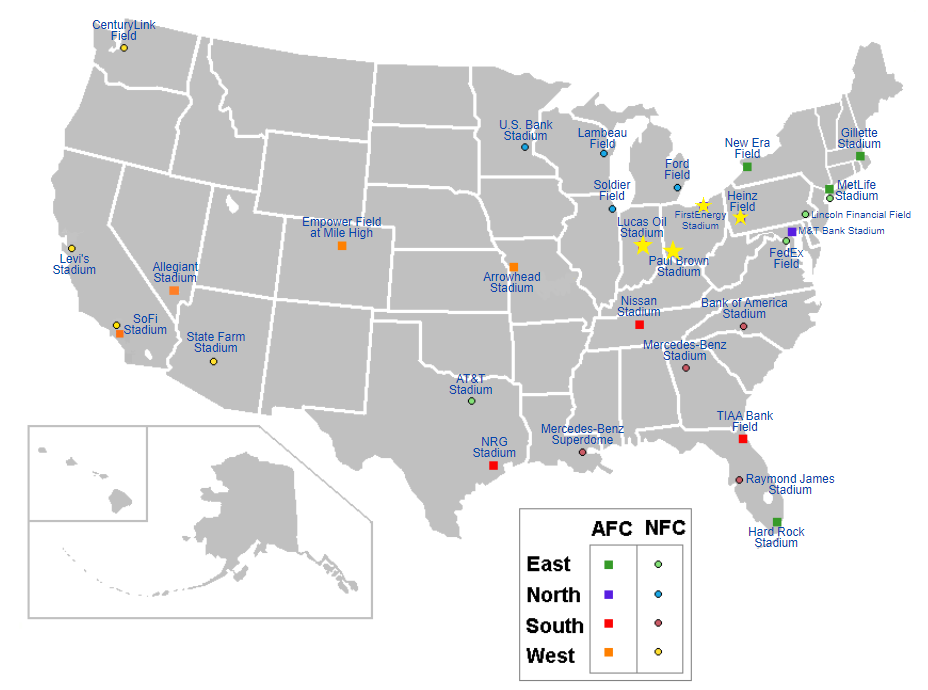 CenturyLink
Field
U.S. Bank
Stadium
Lambeau
Field
New Era
Field
Gillette
Stadium
Ford
Field
Soldier
Field
Heinz
Field
MetLife
Stadium
FirstEnergy
Stadium
Lincoln Financial Field
Lucas Oil
Stadium
M&T Bank Stadium
Empower Field
at Mile High
FedEx
Field
Levi's
Stadium
Allegiant
Stadium
Arrowhead
Stadium
Paul Brown
Stadium
SoFi
Stadium
State Farm
Stadium
Nissan
Stadium
Bank of America
Stadium
Mercedes-Benz
Stadium
AT&T
Stadium
NRG
Stadium
Mercedes-Benz
Superdome
TIAA Bank
Field
Raymond James
Stadium
Hard Rock
Stadium
AFC NFC
East
North
South
West